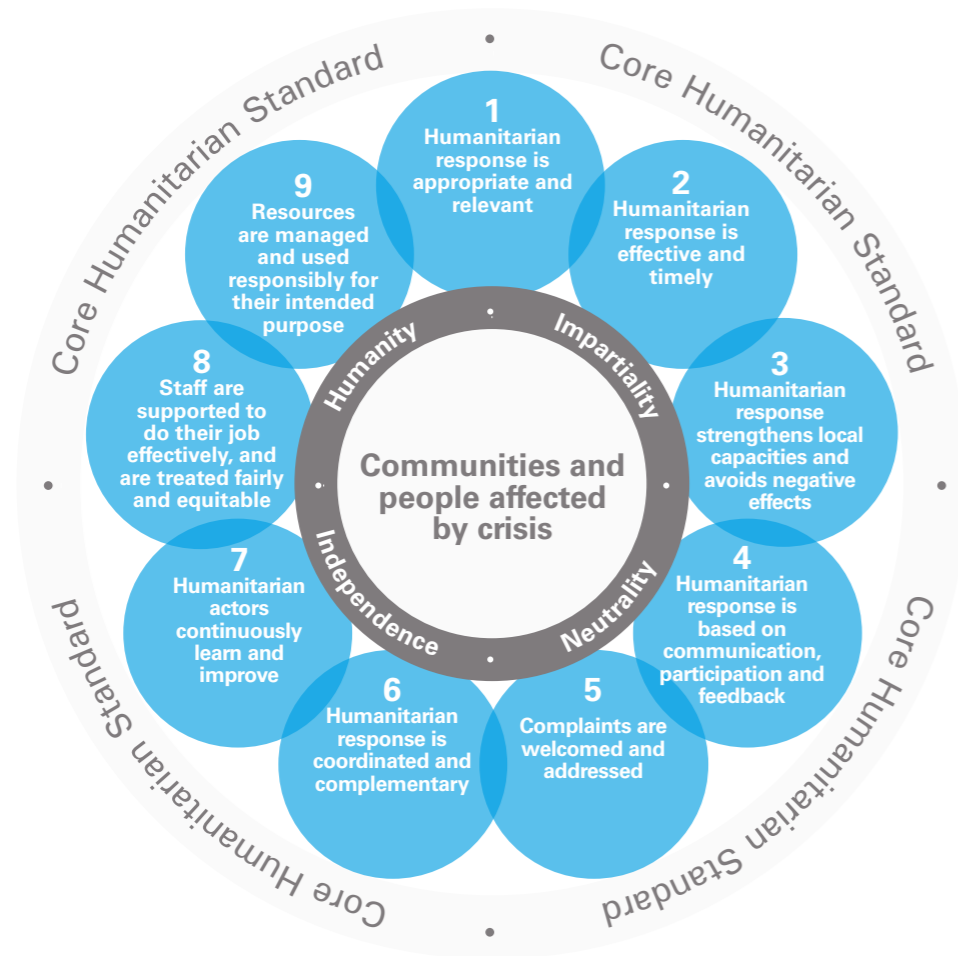 Core Humanitarian Standard
Core Humanitarian Standard
Core Humanitarian Standard
Core Humanitarian Standard
1
Humanitarian
response is
appropriate and
relevant
2
Humanitarian
response is
effective and
timely
3
Humanitarian
response
strengthens local
capacities and
avoids negative
effects
4
Humanitarian
response is
based on
communication,
participation and
feedback
5
Complaints are
welcomed and
addressed
6
Humanitarian
response is
coordinated and
complementary
7
Humanitarian
actors
continuously
learn and
improve
8
Staff are
supported to
do their job
effectively, and
are treated fairly
and equitable
9
Resources
are managed
and used
responsibly for
their intended
purpose
Humanity
Impartiality
Neutrality
Independence
Communities and
people affected
by crisis